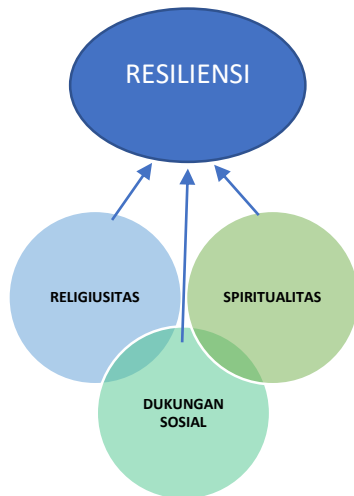 RESILIENSI
RELIGIUSITAS
SPIRITUALITAS
DUKUNGAN
SOSIAL